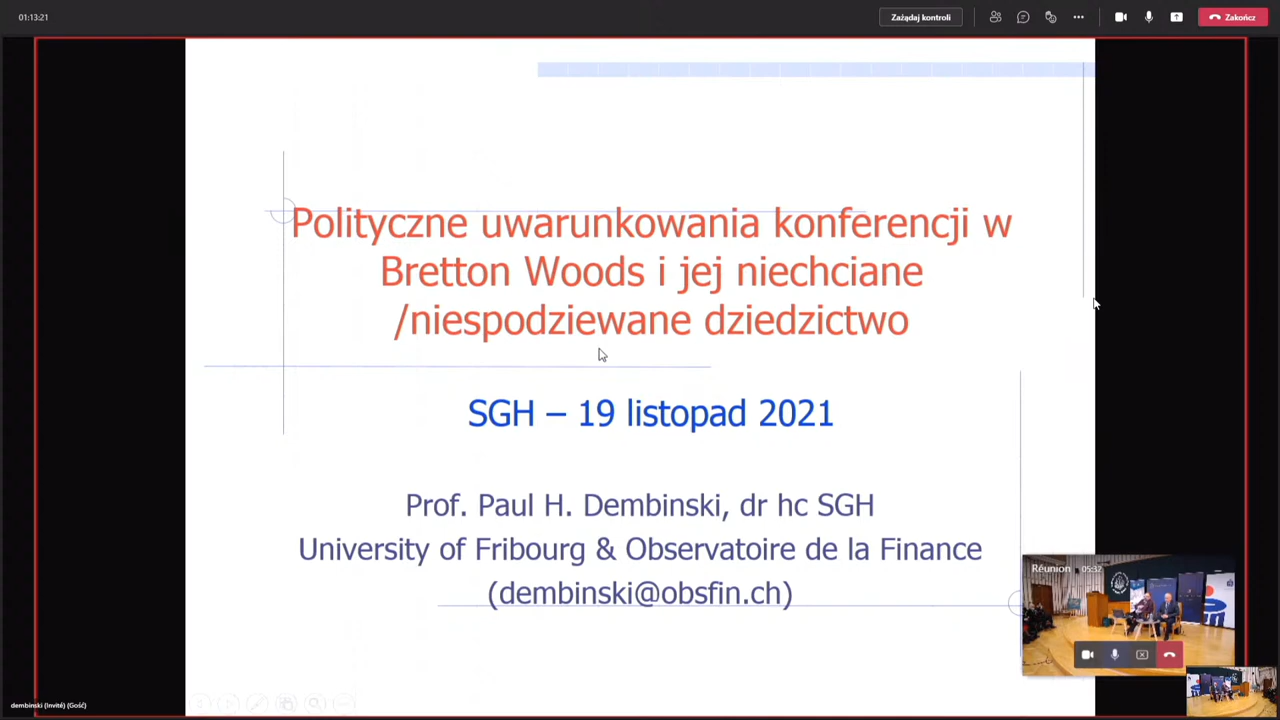 01:13:21
Zażądaj kontroli
Zakończ
Polityczne uwarunkowania konferencji w
Bretton Woods i jej niechciane
/niespodziewane dziedzictwo
SGH – 19 listopad 2021
Prof. Paul H. Dembinski, dr hc SGH
University of Fribourg & Observatoire de la Finance
(dembinski@obsfin.ch)
Réunion
05:32
dembinski (Invité) (Gość)